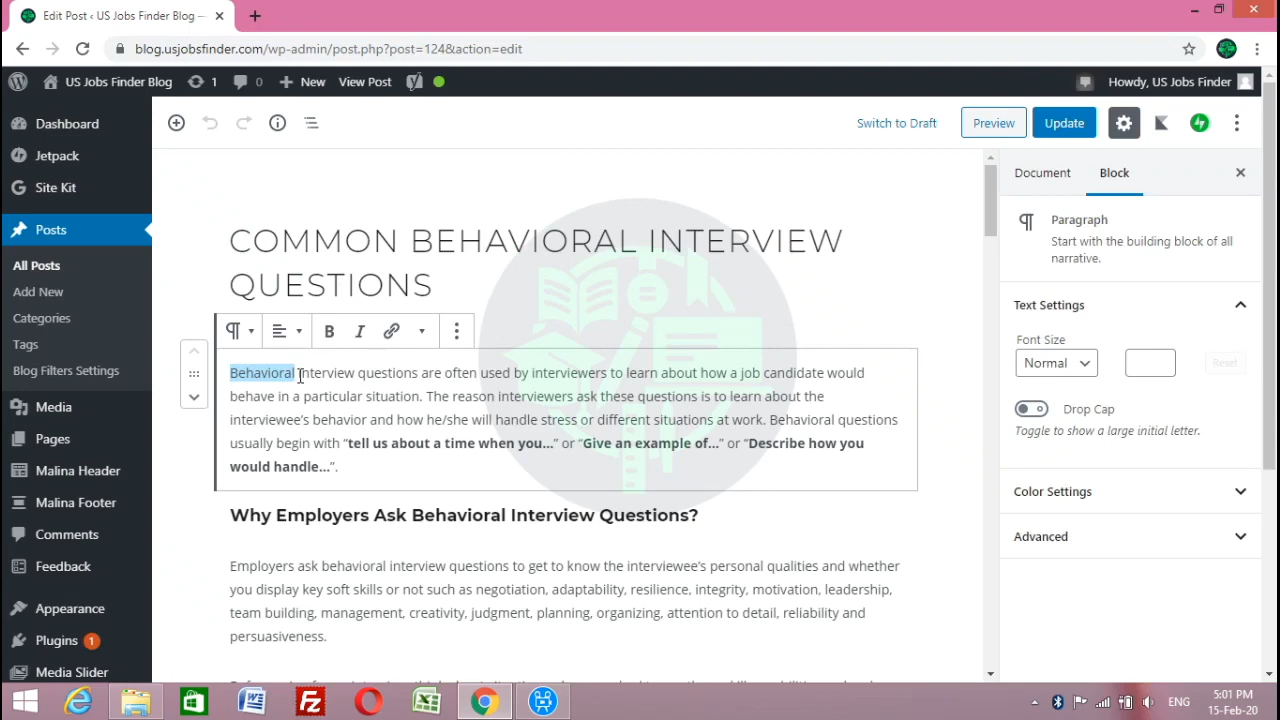 Edit Post ‹ US Jobs Finder Blog —
blog.usjobsfinder.com/wp-admin/post.php?post=124&action=edit
US Jobs Finder Blog 1 0 New View Post Howdy, US Jobs Finder
Dashboard
Jetpack
Site Kit
Posts
All Posts
Add New
Categories
Tags
Blog Filters Settings
Media
Pages
Malina Header
Malina Footer
Comments
Feedback
Appearance
Plugins 1
Media Slider
Switch to Draft Preview Update
COMMON BEHAVIORAL INTERVIEW
QUESTIONS
B I
Behavioral interview questions are often used by interviewers to learn about how a job candidate would
behave in a particular situation. The reason interviewers ask these questions is to learn about the
interviewee's behavior and how he/she will handle stress or different situations at work. Behavioral questions
usually begin with “tell us about a time when you…” or “Give an example of…” or “Describe how you
would handle…”.
Why Employers Ask Behavioral Interview Questions?
Employers ask behavioral interview questions to get to know the interviewee's personal qualities and whether
you display key soft skills or not such as negotiation, adaptability, resilience, integrity, motivation, leadership,
team building, management, creativity, judgment, planning, organizing, attention to detail, reliability and
persuasiveness.
Document Block
Paragraph
Start with the building block of all
narrative.
Text Settings
Font Size
Normal Reset
Drop Cap
Toggle to show a large initial letter.
Color Settings
Advanced
ENG
5:01 PM
15-Feb-20